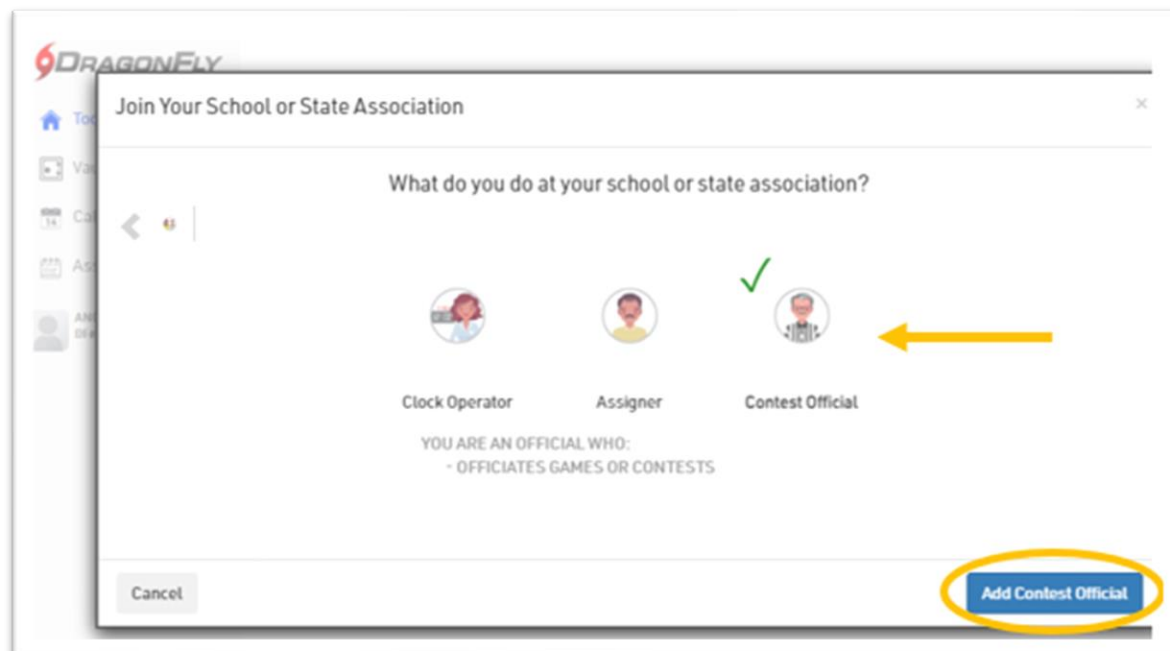 DRAGONFLY
Join Your School or State Association
What do you do at your school or state association?
14
Clock Operator
Assigner
Contest Official
YOU ARE AN OFFICIAL WHO:
- OFFICIATES GAMES OR CONTESTS
Cancel
Add Contest Official